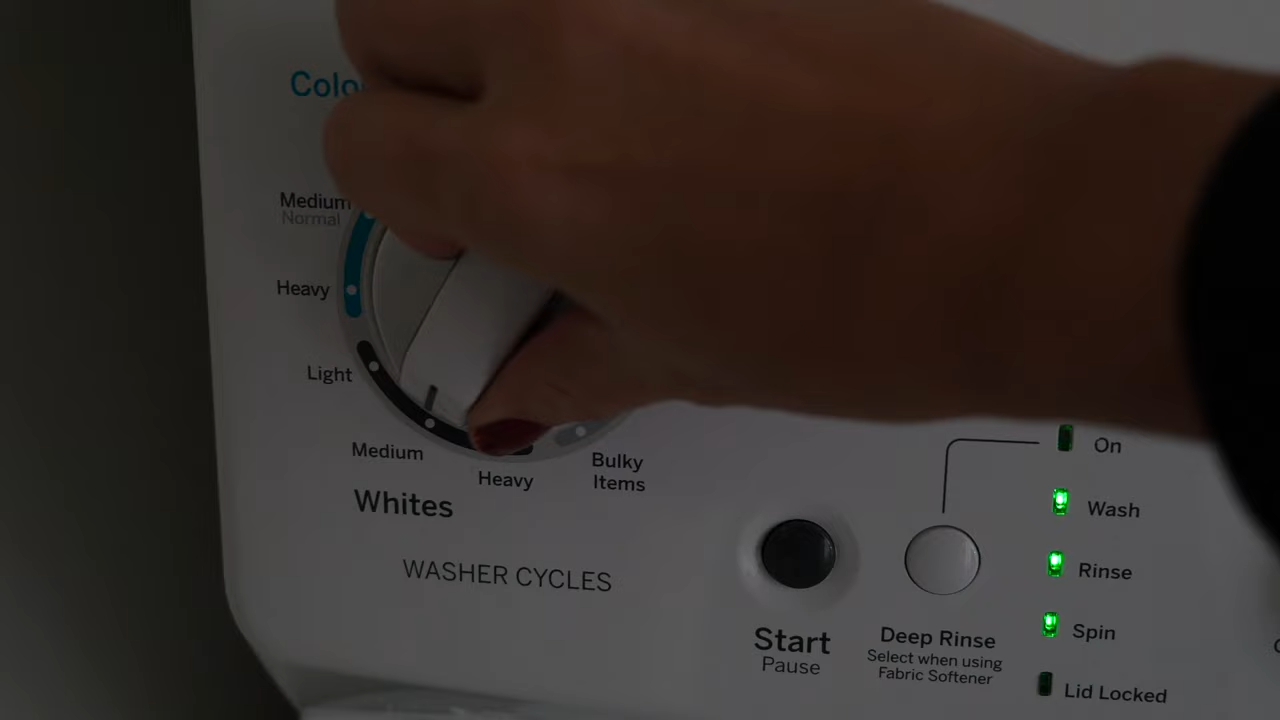 Colo
Medium
Normal
Heavy
Light
Medium
Heavy
Bulky
Items
Whites
WASHER CYCLES
Start
Pause
Deep Rinse
Select when using
Fabric Softener
On
Wash
Rinse
Spin
Lid Locked